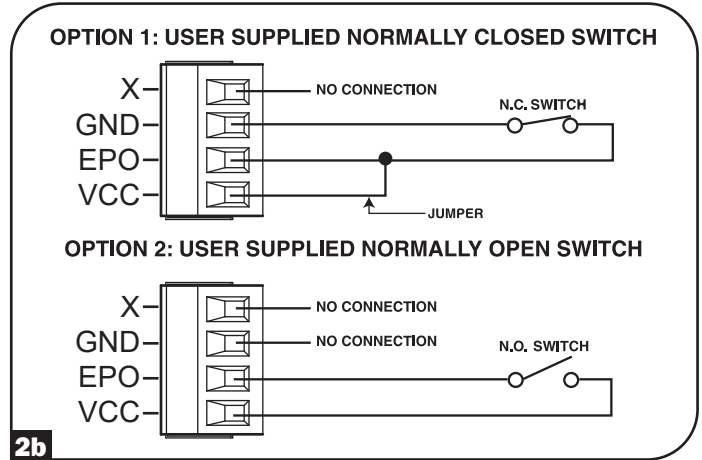 OPTION 1: USER SUPPLIED NORMALLY CLOSED SWITCH
X
NO CONNECTION
N.C. SWITCH
GND
EPO
VCC
JUMPER
OPTION 2: USER SUPPLIED NORMALLY OPEN SWITCH
X
NO CONNECTION
GND
NO CONNECTION
N.O. SWITCH
EPO
VCC
2b